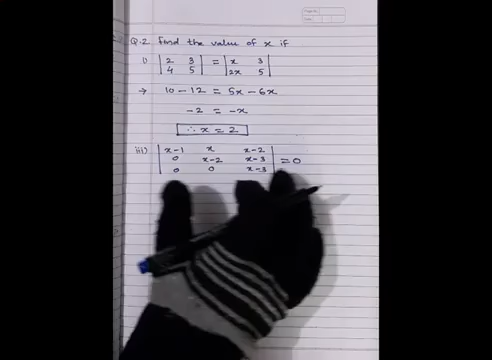 Q.2 Find the value of x if
i) | 2 3 | = | x 3 |
| 4 5 | | 2x 5 |
→ 10 - 12 = 5x - 6x
-2 = -x
∴ x = 2
iii) | x-1 x x-2 |
| 0 x-2 x-3 | = 0
| 0 0 x-3 |